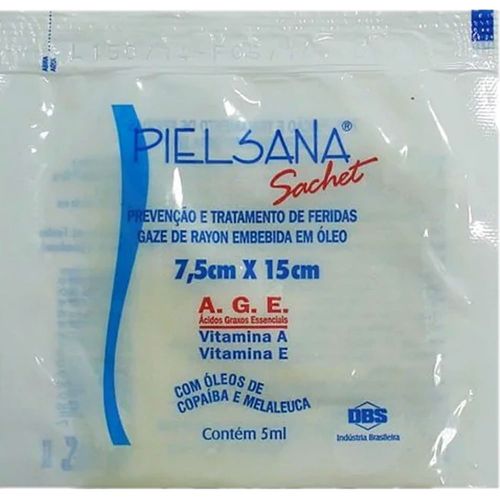 PIELSANA®
Sachet
PREVENÇÃO E TRATAMENTO DE FERIDAS
GAZE DE RAYON EMBEBIDA EM ÓLEO
7,5cm X 15cm
A. G. E.
Ácidos Graxos Essenciais
Vitamina A
Vitamina E
COM ÓLEOS DE
COPAÍBA E MELALEUCA
Contém 5ml
DBS
Indústria Brasileira